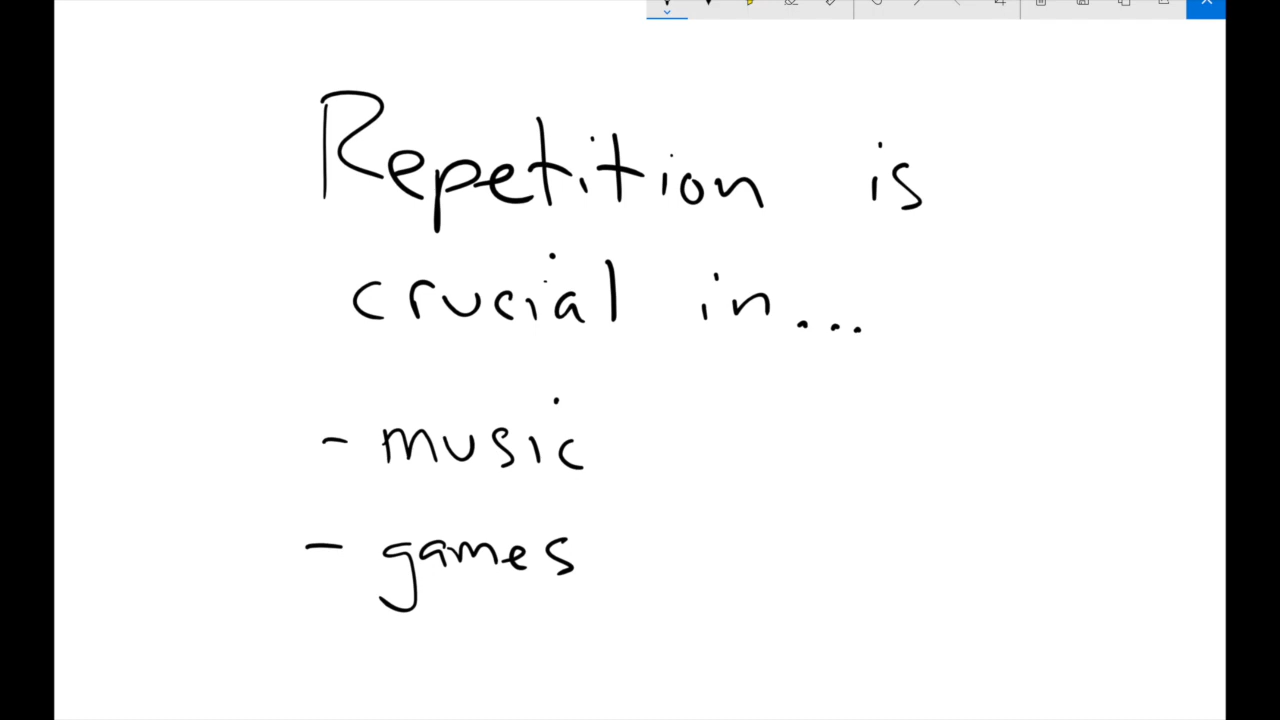 Repetition is
crucial in...
- music
- games